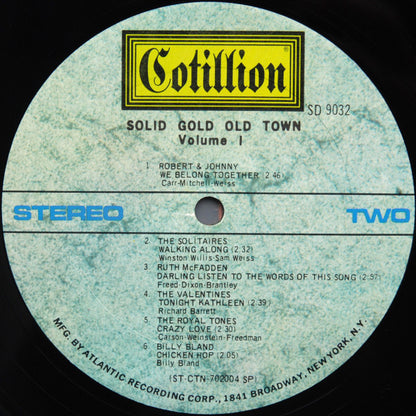 Cotillion®
SD 9032
SOLID GOLD OLD TOWN
Volume I
1. ROBERT & JOHNNY
WE BELONG TOGETHER (2:46)
Carr-Mitchell-Weiss
STEREO TWO
2. THE SOLITAIRES
WALKING ALONG (2:32)
Winston Willis-Sam Weiss
3. RUTH McFADDEN
DARLING LISTEN TO THE WORDS OF THIS SONG (2:57)
Freed-Dixon-Brantley
4. THE VALENTINES
TONIGHT KATHLEEN (2:39)
Richard Barrett
5. THE ROYAL TONES
CRAZY LOVE (2:30)
Carson-Weinstein-Freedman
6. BILLY BLAND
CHICKEN HOP (2:05)
Billy Bland
(ST-CTN-702004 SP)
MFG. BY ATLANTIC RECORDING CORP., 1841 BROADWAY, NEW YORK, N.Y.